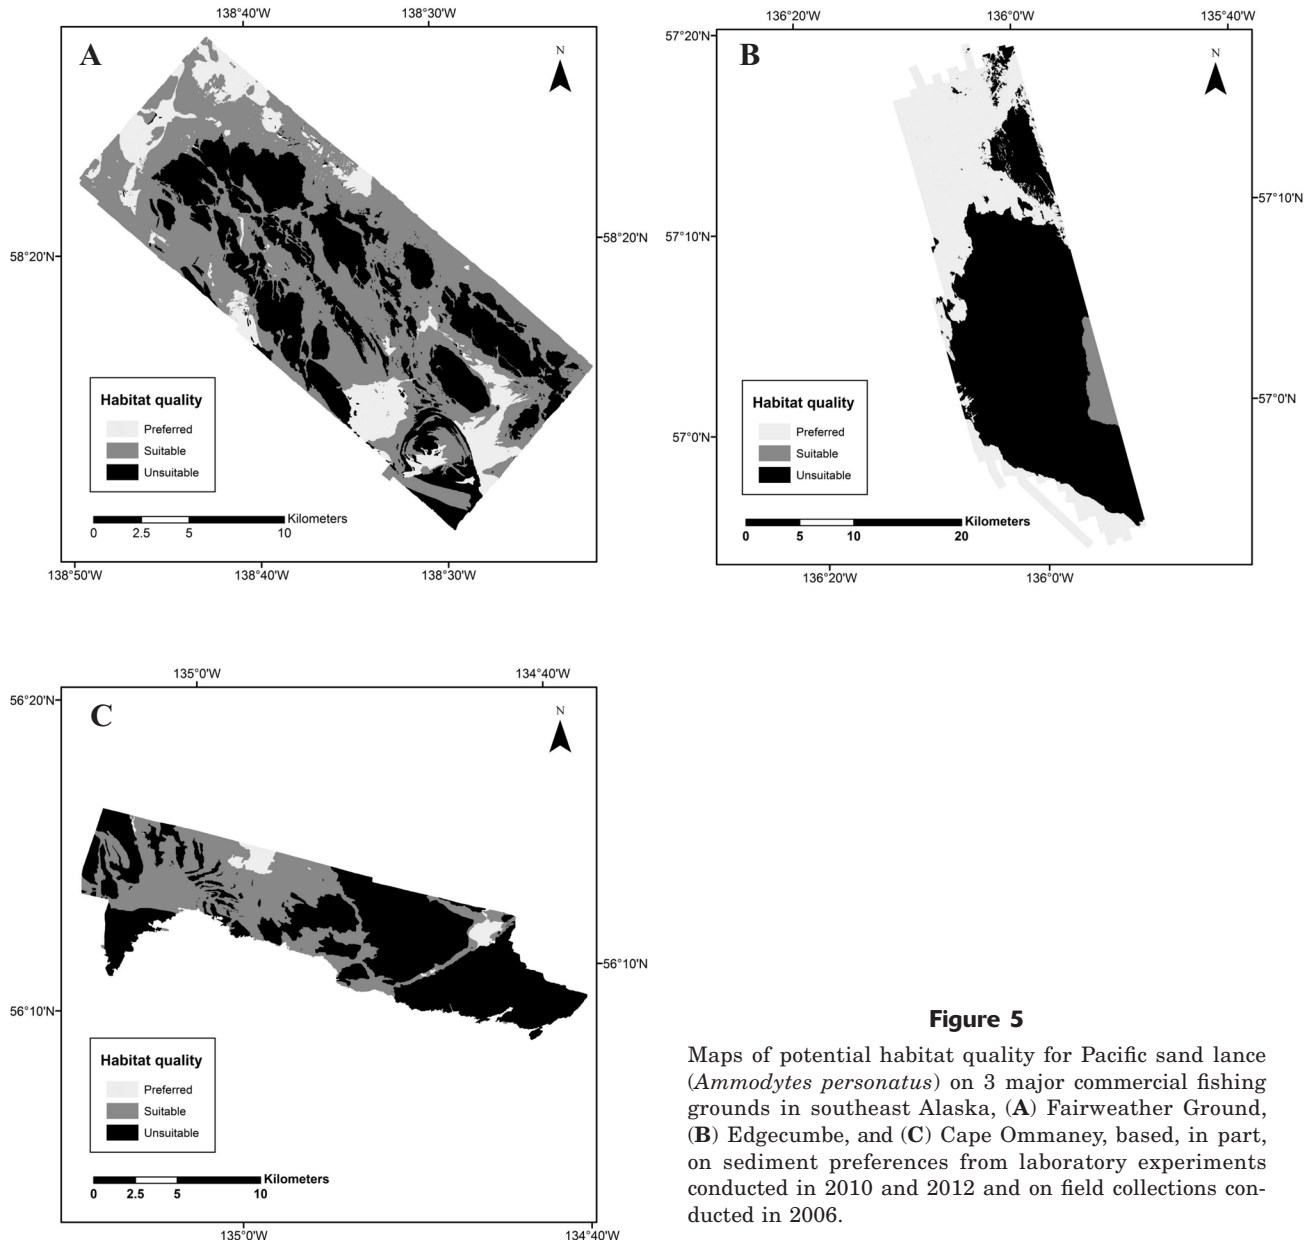 138°40'W 138°30'W
A
N
58°20'N
58°20'N
Habitat quality
Preferred
Suitable
Unsuitable
Kilometers
0 2.5 5 10
138°50'W 138°40'W 138°30'W
136°20'W 136°0'W 135°40'W
57°20'N
B
N
57°10'N
57°10'N
57°0'N
57°0'N
Habitat quality
Preferred
Suitable
Unsuitable
Kilometers
0 5 10 20
136°20'W 136°0'W
135°0'W 134°40'W
56°20'N
C
N
56°10'N
56°10'N
Habitat quality
Preferred
Suitable
Unsuitable
Kilometers
0 2.5 5 10
135°0'W 134°40'W
Figure 5
Maps of potential habitat quality for Pacific sand lance
(Ammodytes personatus) on 3 major commercial fishing
grounds in southeast Alaska, (A) Fairweather Ground,
(B) Edgecumbe, and (C) Cape Ommaney, based, in part,
on sediment preferences from laboratory experiments
conducted in 2010 and 2012 and on field collections con-
ducted in 2006.